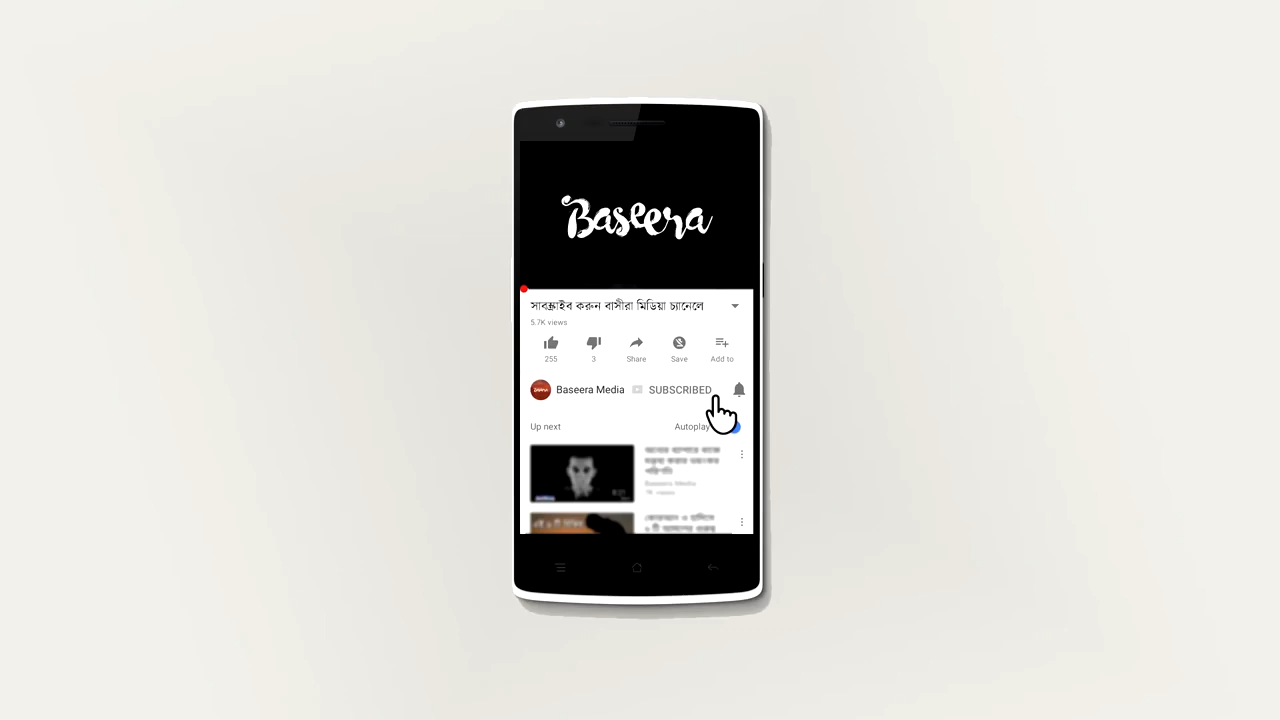 Baseera
সাবস্ক্রাইব করুন বাসীরা মিডিয়া চ্যানেলে
5.7K views
255
3
Share
Save
Add to
Baseera Media
SUBSCRIBED
Up next
Autoplay
Baseera Media